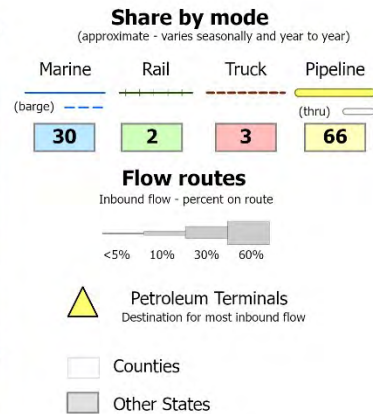 Share by mode
(approximate - varies seasonally and year to year)
Marine Rail Truck Pipeline
(barge) (thru)
30 2 3 66
Flow routes
Inbound flow - percent on route
<5% 10% 30% 60%
Petroleum Terminals
Destination for most inbound flow
Counties
Other States